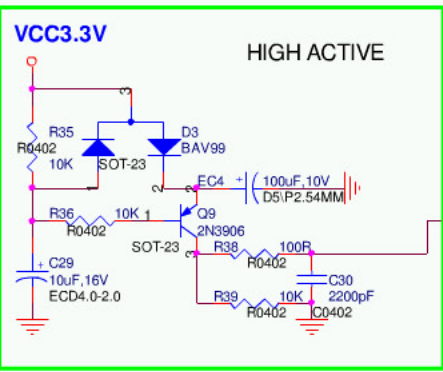 VCC3.3V
HIGH ACTIVE
3
R35
D3
R0402
BAV99
10K
SOT-23
1
2
2
EC4
+
100uF,10V
D5\P2.54MM
R36
10K
1
Q9
R0402
2N3906
SOT-23
3
R38
100R
R0402
+
C29
10uF,16V
ECD4.0-2.0
C30
2200pF
R39
10K
R0402
C0402